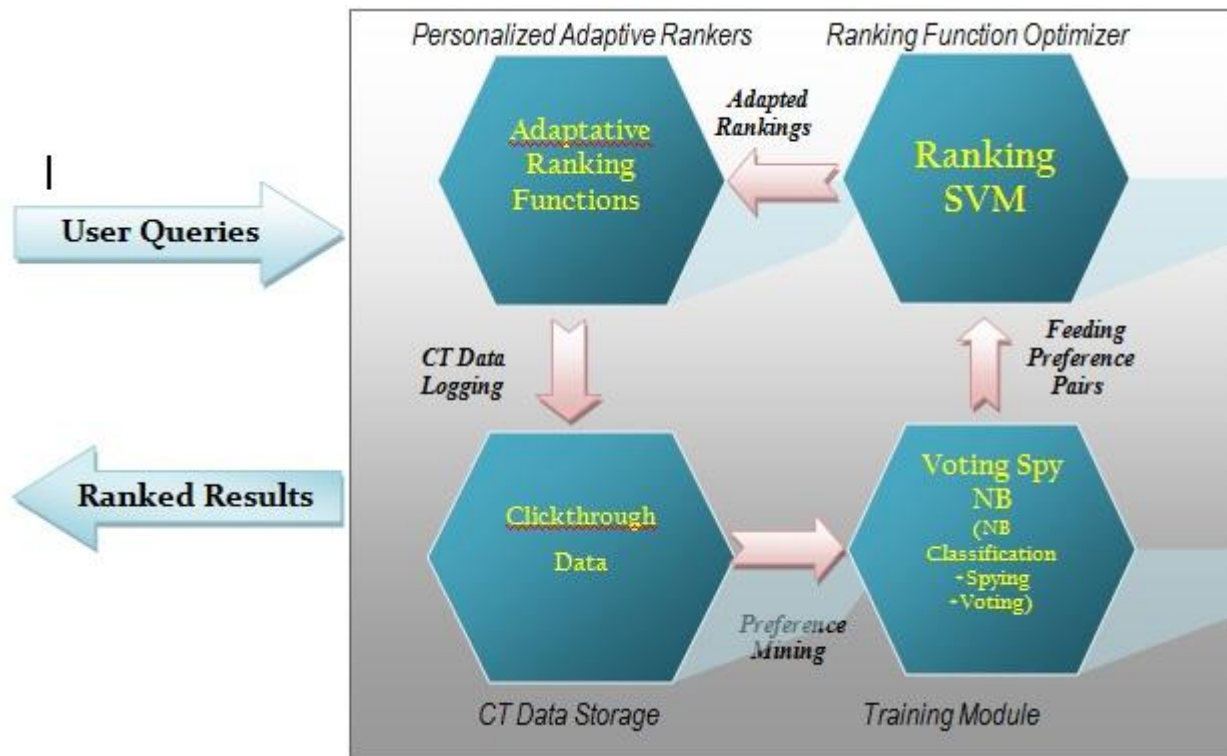 Personalized Adaptive Rankers
Ranking Function Optimizer
Adaptative
Ranking
Functions
Adapted
Rankings
Ranking
SVM
User Queries
CT Data
Logging
Feeding
Preference
Pairs
Ranked Results
Clickthrough
Data
Preference
Mining
Voting Spy
NB
(NB
Classification
+Spying
+Voting)
CT Data Storage
Training Module